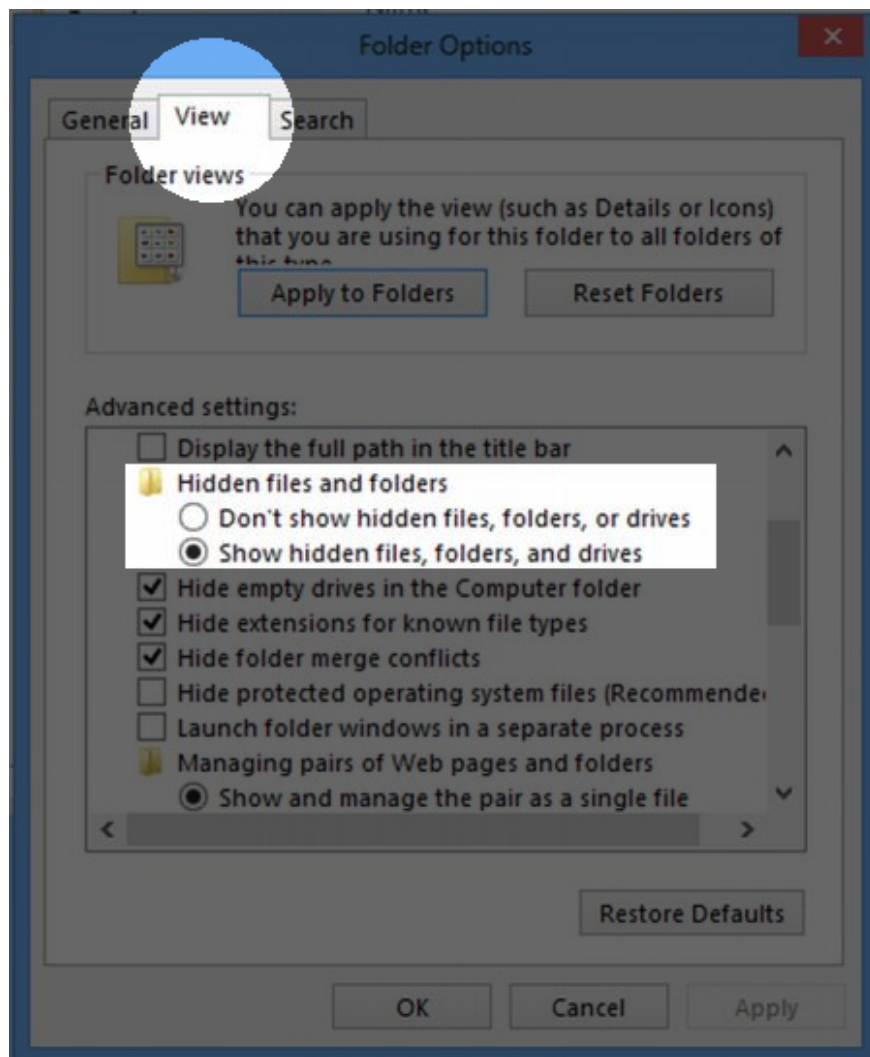 Folder Options
General View Search
Folder views
You can apply the view (such as Details or Icons)
that you are using for this folder to all folders of
this type
Apply to Folders Reset Folders
Advanced settings:
Display the full path in the title bar
Hidden files and folders
Don't show hidden files, folders, or drives
Show hidden files, folders, and drives
Hide empty drives in the Computer folder
Hide extensions for known file types
Hide folder merge conflicts
Hide protected operating system files (Recommended
Launch folder windows in a separate process
Managing pairs of Web pages and folders
Show and manage the pair as a single file
Restore Defaults
OK Cancel Apply